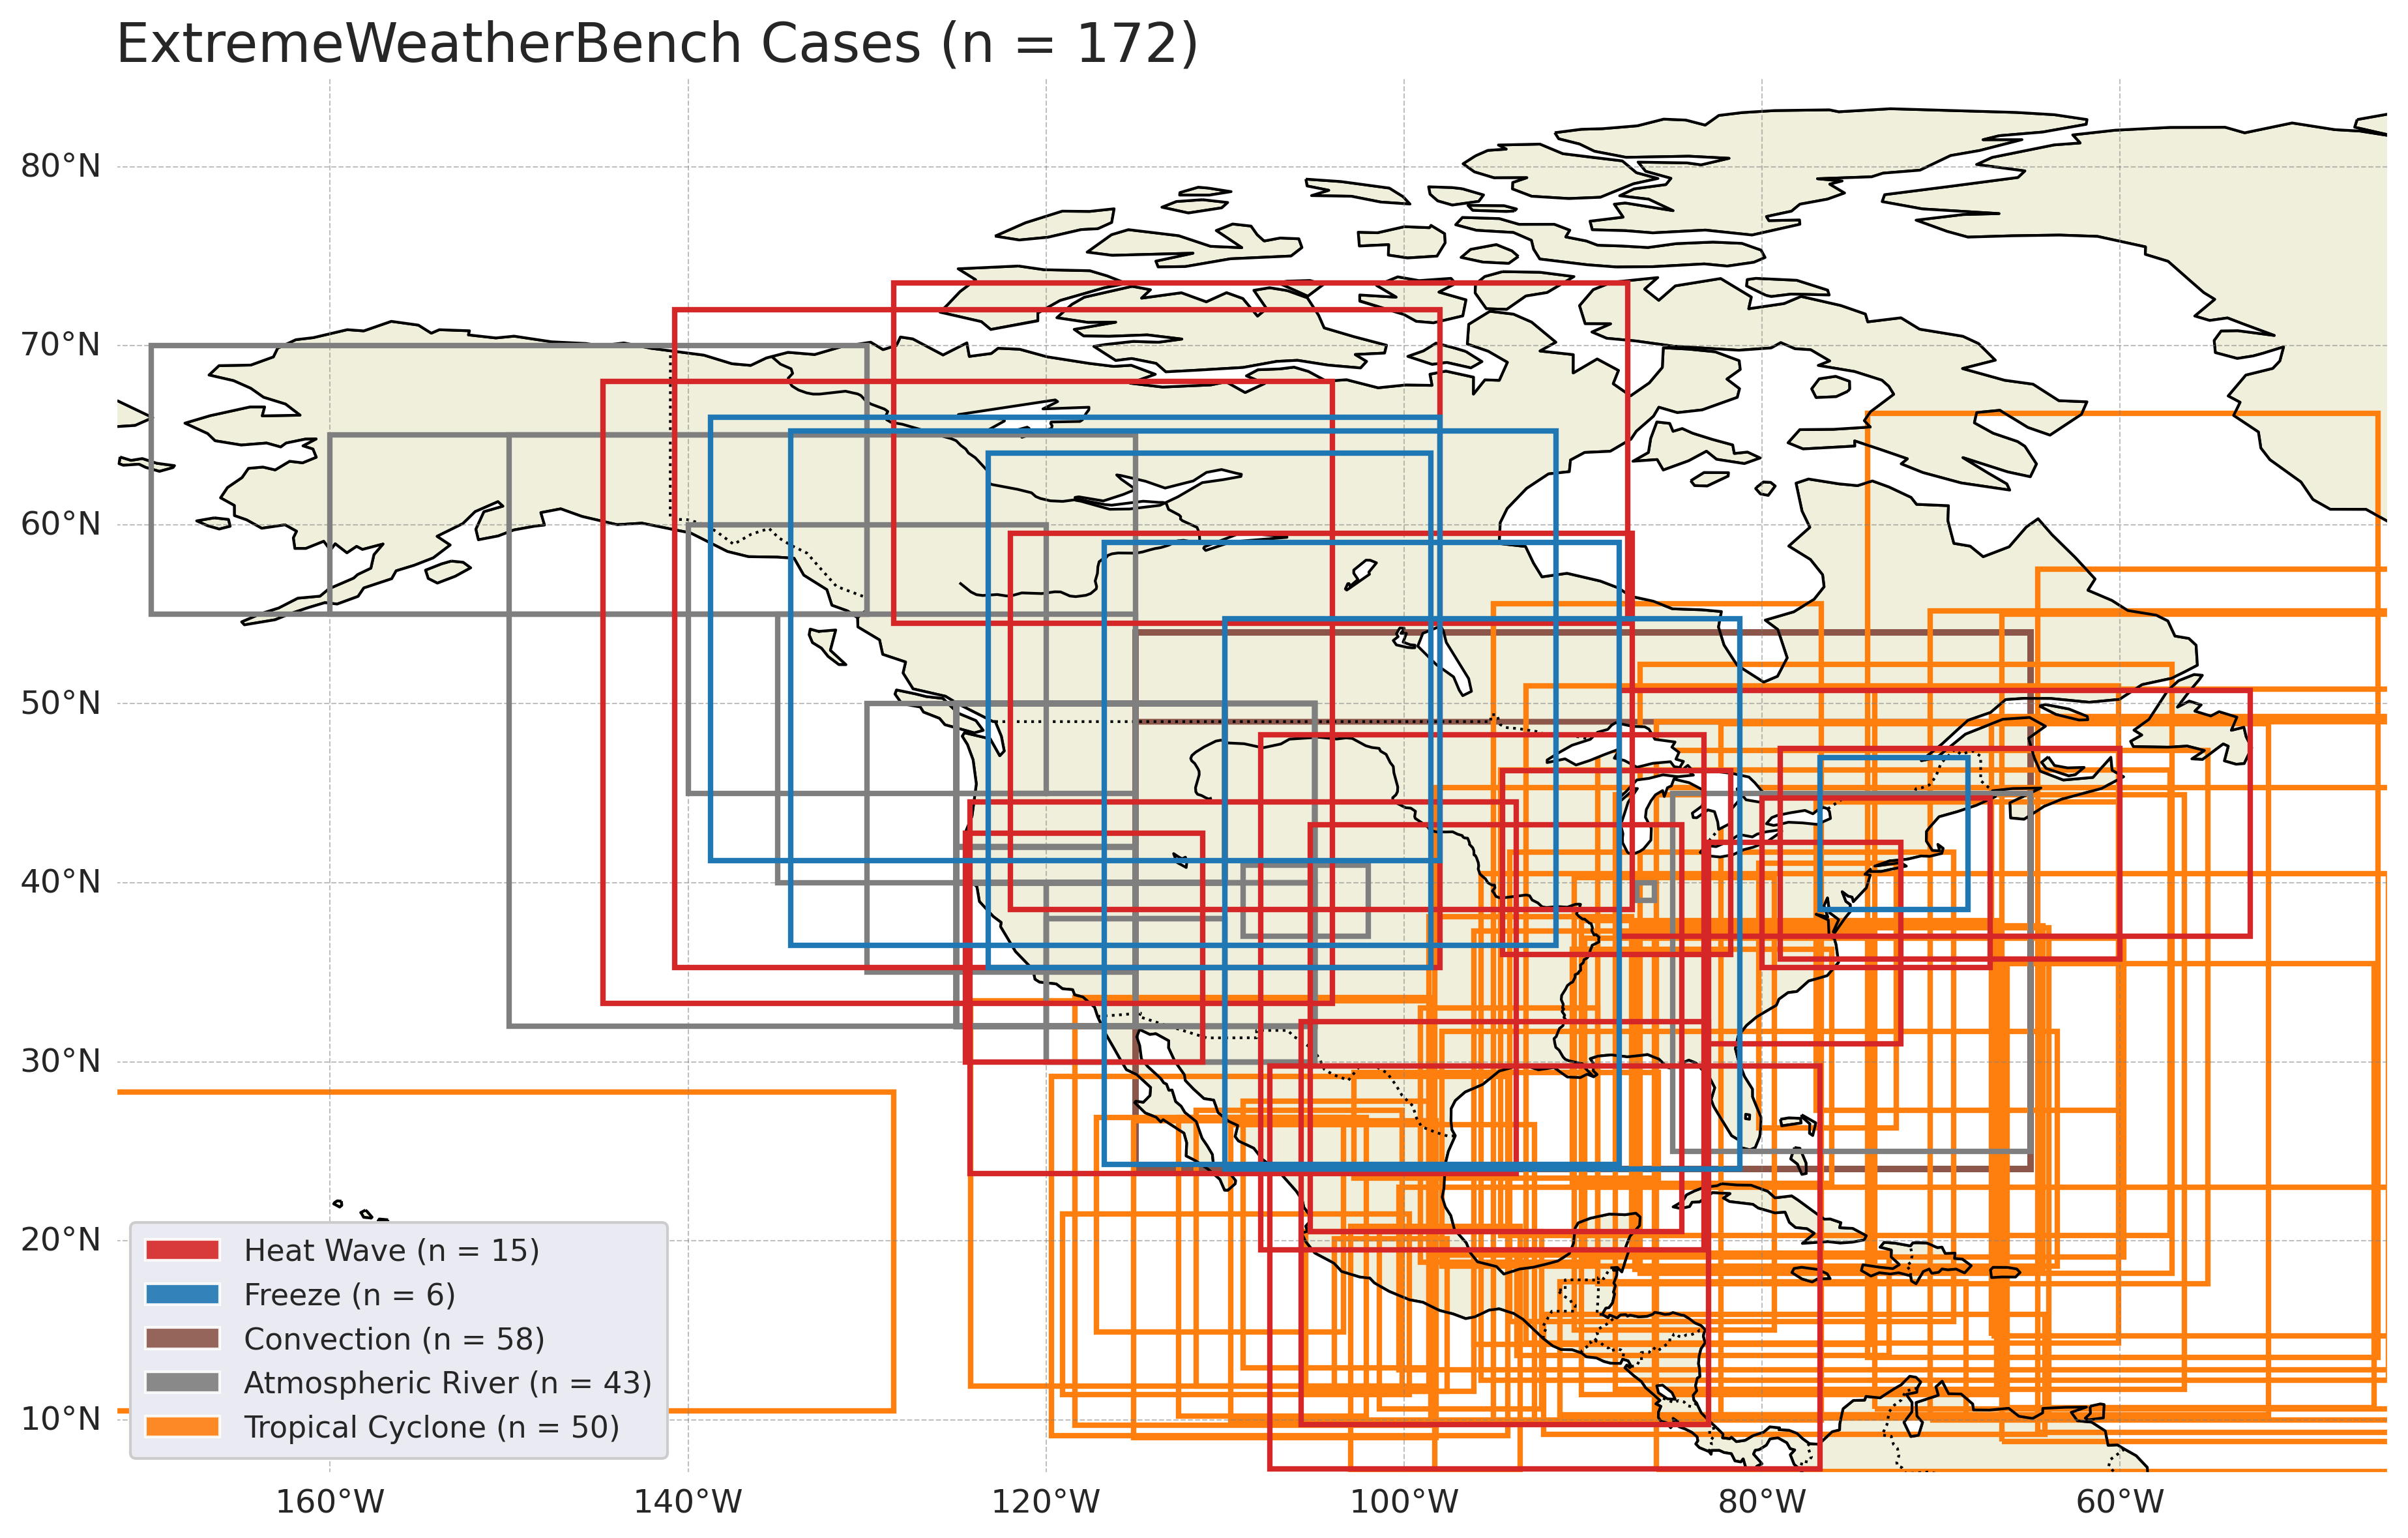 ExtremeWeatherBench Cases (n = 172)
80°N
70°N
60°N
50°N
40°N
30°N
20°N
10°N
Heat Wave (n = 15)
Freeze (n = 6)
Convection (n = 58)
Atmospheric River (n = 43)
Tropical Cyclone (n = 50)
160°W 140°W 120°W 100°W 80°W 60°W